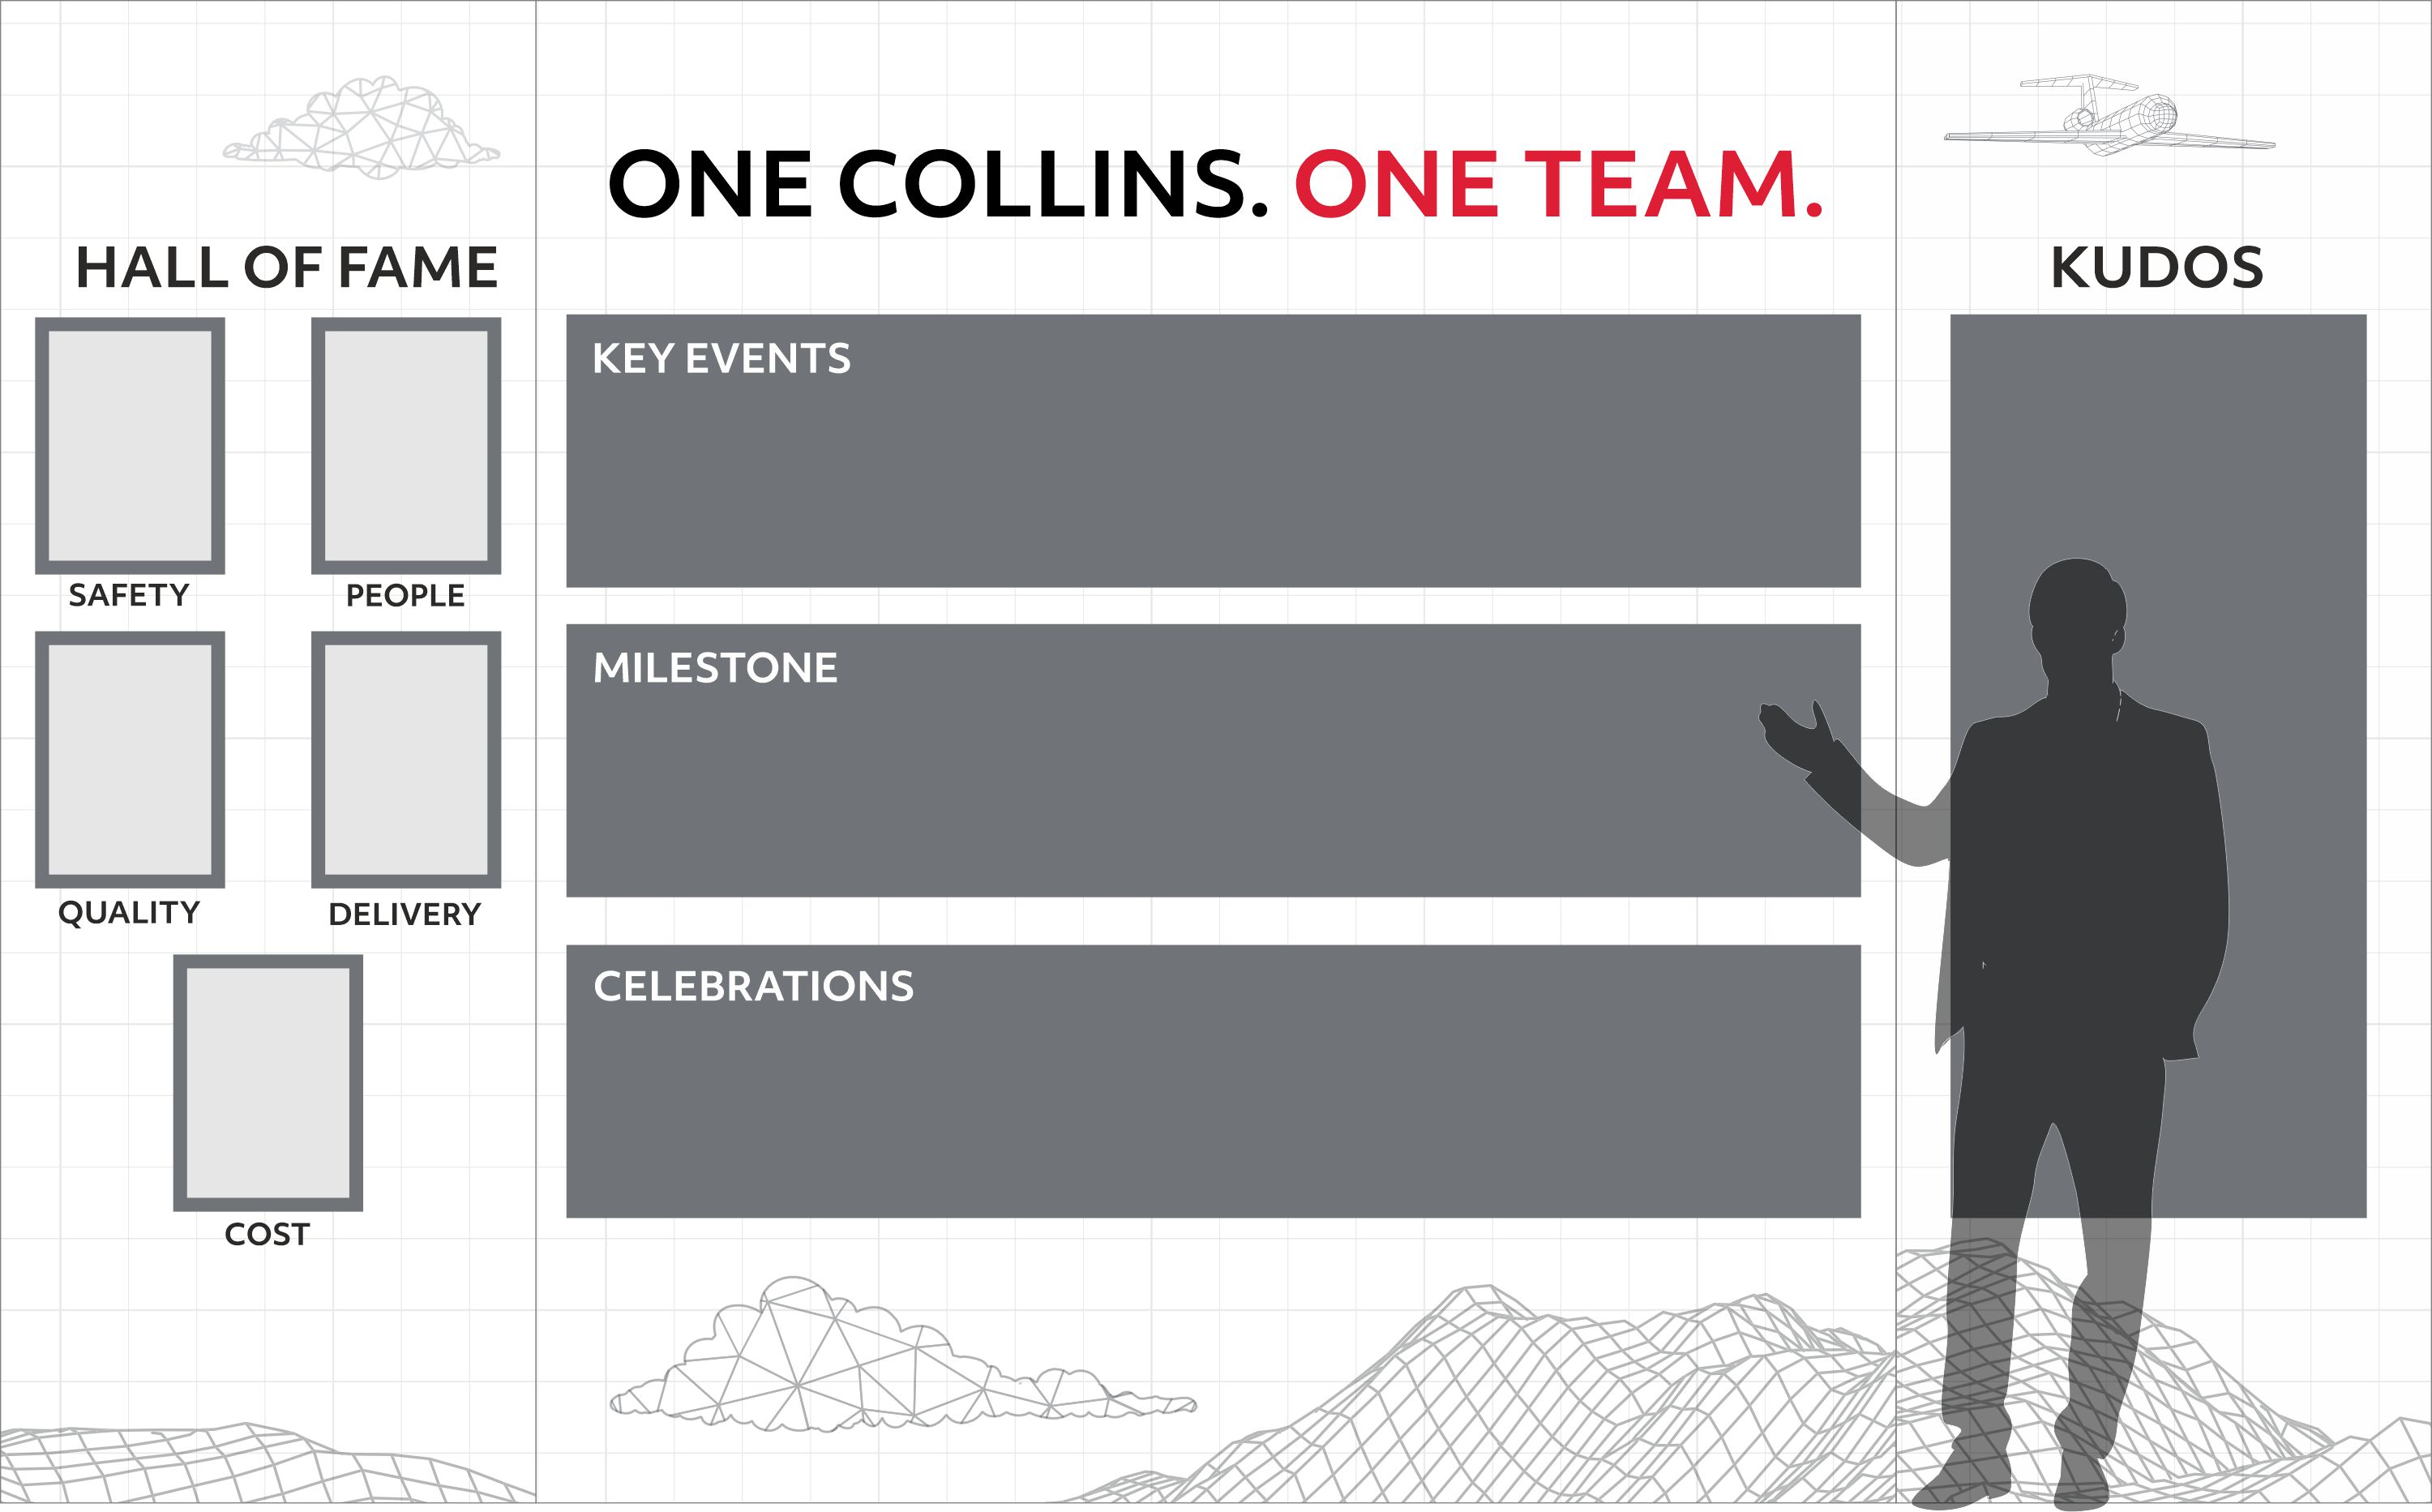 ONE COLLINS. ONE TEAM.
HALL OF FAME
SAFETY
PEOPLE
QUALITY
DELIVERY
COST
KEY EVENTS
MILESTONE
CELEBRATIONS
KUDOS